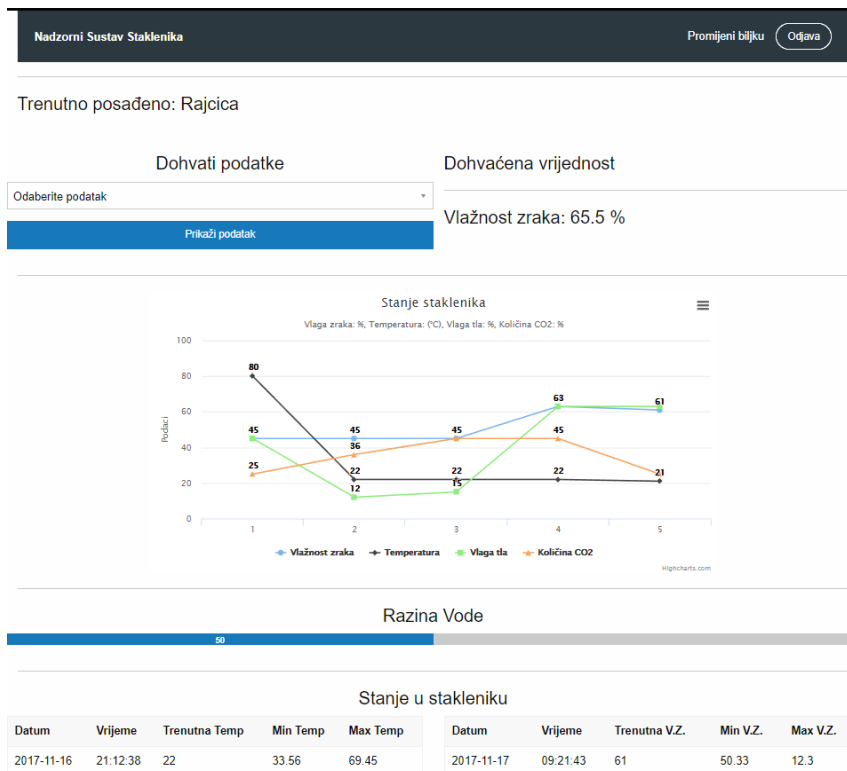 Nadzorni Sustav Staklenika Promijeni biljku Odjava
Trenutno posađeno: Rajcica
Dohvati podatke
Odaberite podatak
Prikaži podatak
Dohvaćena vrijednost
Vlažnost zraka: 65.5 %
Stanje staklenika
Vlaga zraka: %, Temperatura: (°C), Vlaga tla: %, Količina CO2: %
Podaci
100
80
60
40
20
0
80
45 45 45 63 61
36 45
25
22 22 22 21
12 15
1 2 3 4 5
Vlažnost zraka Temperatura Vlaga tla Količina CO2
Highcharts.com
Razina Vode
50
Stanje u stakleniku
Datum Vrijeme Trenutna Temp Min Temp Max Temp
2017-11-16 21:12:38 22 33.56 69.45
Datum Vrijeme Trenutna V.Z. Min V.Z. Max V.Z.
2017-11-17 09:21:43 61 50.33 12.3